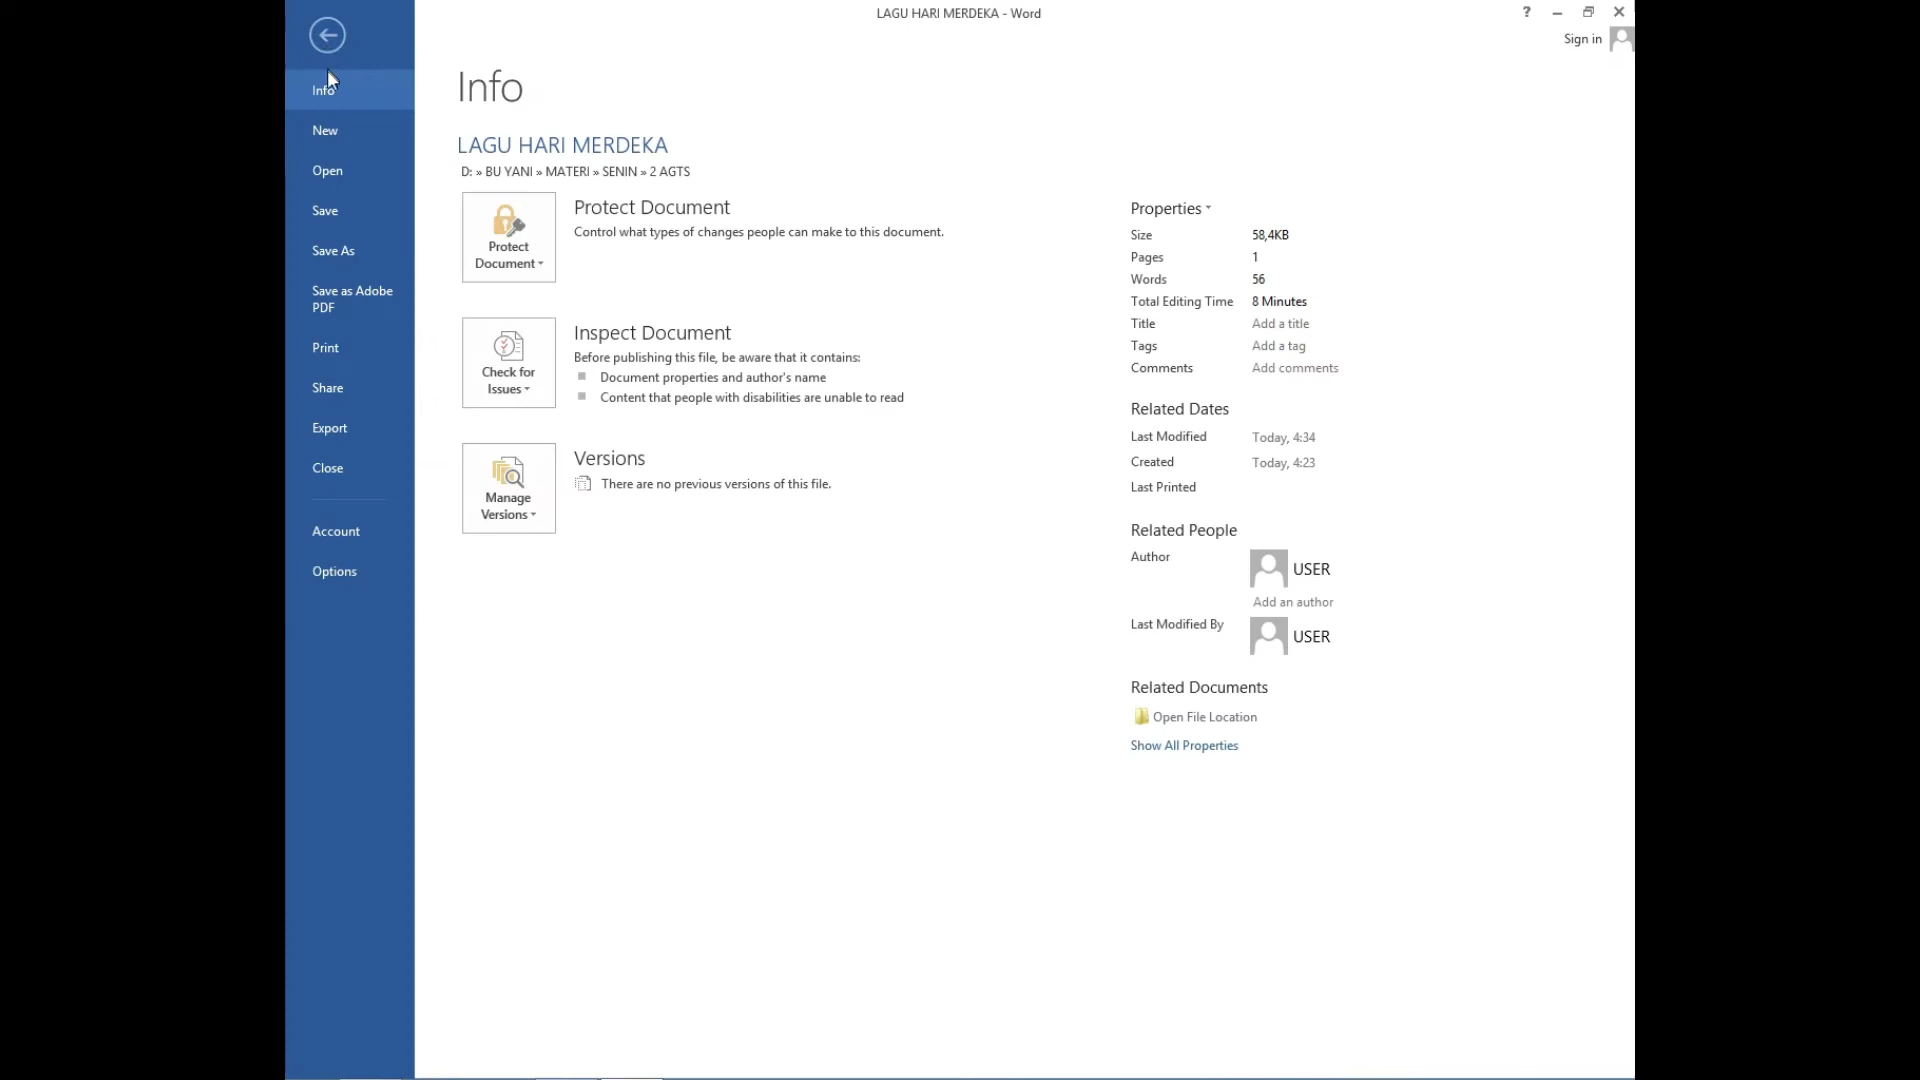 LAGU HARI MERDEKA - Word
?
Sign in
Info
New
Open
Save
Save As
Save as Adobe
PDF
Print
Share
Export
Close
Account
Options
Info
LAGU HARI MERDEKA
D: » BU YANI » MATERI » SENIN » 2 AGTS
Protect
Document
Protect Document
Control what types of changes people can make to this document.
Check for
Issues
Inspect Document
Before publishing this file, be aware that it contains:
Document properties and author's name
Content that people with disabilities are unable to read
Manage
Versions
Versions
There are no previous versions of this file.
Properties
Size 58,4KB
Pages 1
Words 56
Total Editing Time 8 Minutes
Title Add a title
Tags Add a tag
Comments Add comments
Related Dates
Last Modified Today, 4:34
Created Today, 4:23
Last Printed
Related People
Author USER
Add an author
Last Modified By USER
Related Documents
Open File Location
Show All Properties